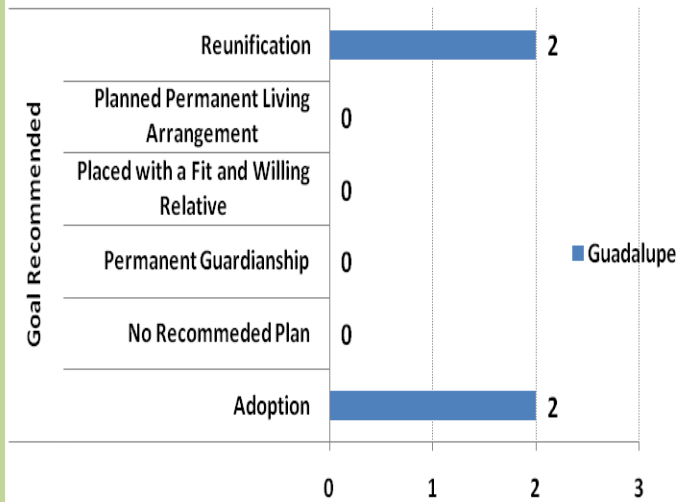 Goal Recommended
Reunification
2
Planned Permanent Living
Arrangement
0
Placed with a Fit and Willing
Relative
0
Permanent Guardianship
0
No Recommeded Plan
0
Adoption
2
Guadalupe
0 1 2 3